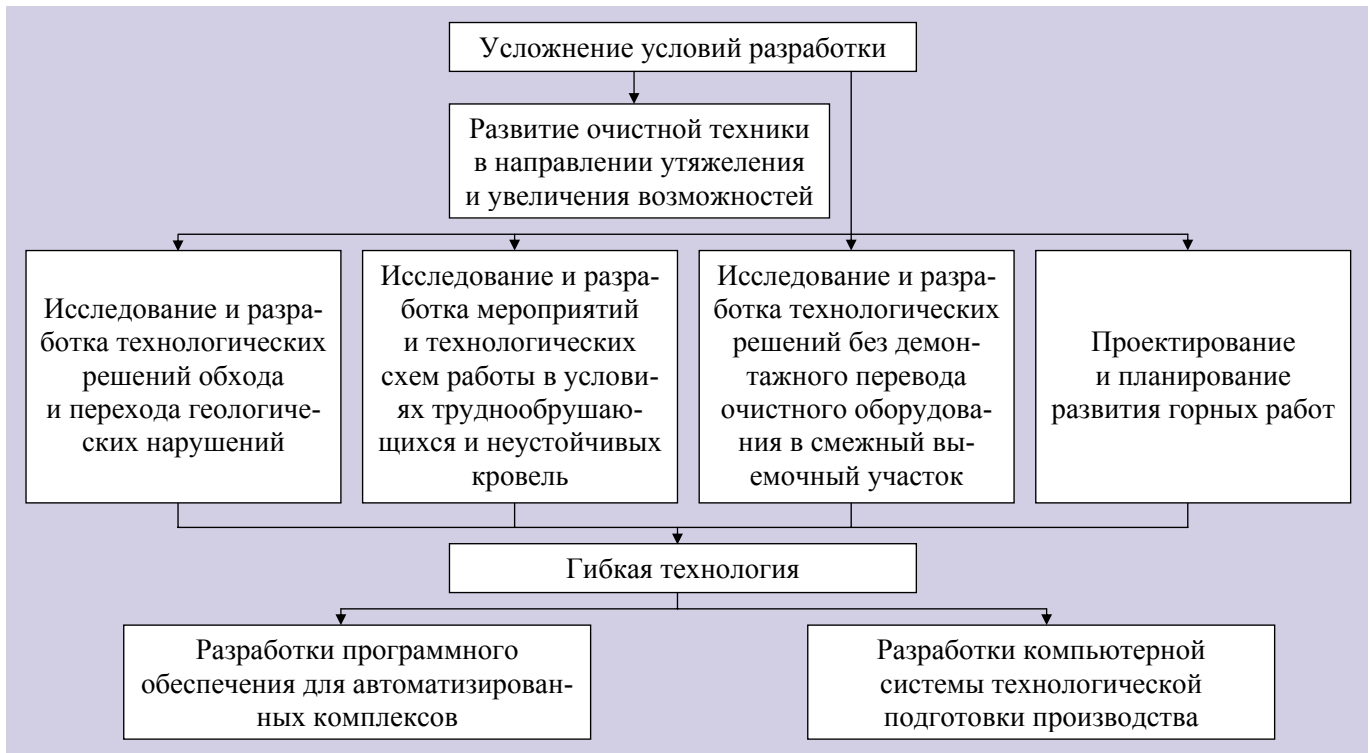 Усложнение условий разработки
Развитие очистной техники
в направлении утяжеления
и увеличения возможностей
Исследование и разра-
ботка технологических
решений обхода
и перехода геологиче-
ских нарушений
Исследование и разра-
ботка мероприятий
и технологических
схем работы в услови-
ях труднообрушаю-
щихся и неустойчивых
кровель
Исследование и разра-
ботка технологических
решений без демон-
тажного перевода
очистного оборудова-
ния в смежный вы-
емочный участок
Проектирование
и планирование
развития горных работ
Гибкая технология
Разработки программного
обеспечения для автоматизирован-
ных комплексов
Разработки компьютерной
системы технологической
подготовки производства